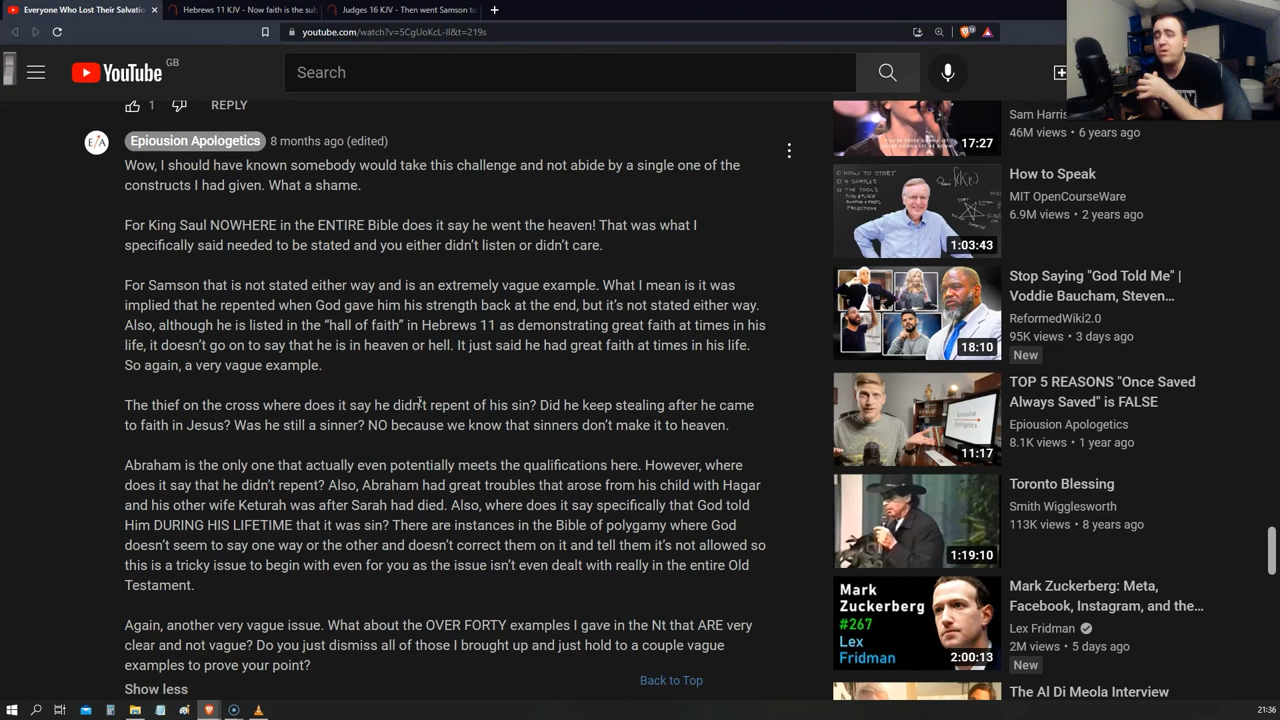 Everyone Who Lost Their Salvatio
Hebrews 11 KJV - Now faith is the sub
Judges 16 KJV - Then went Samson to
youtube.com/watch?v=5CgUoKcL-lI&t=219s
YouTube GB
Search
1 REPLY
Epiousion Apologetics 8 months ago (edited)
Wow, I should have known somebody would take this challenge and not abide by a single one of the
constructs I had given. What a shame.
For King Saul NOWHERE in the ENTIRE Bible does it say he went the heaven! That was what I
specifically said needed to be stated and you either didn't listen or didn't care.
For Samson that is not stated either way and is an extremely vague example. What I mean is it was
implied that he repented when God gave him his strength back at the end, but it's not stated either way.
Also, although he is listed in the “hall of faith” in Hebrews 11 as demonstrating great faith at times in his
life, it doesn't go on to say that he is in heaven or hell. It just said he had great faith at times in his life.
So again, a very vague example.
The thief on the cross where does it say he didn't repent of his sin? Did he keep stealing after he came
to faith in Jesus? Was he still a sinner? NO because we know that sinners don't make it to heaven.
Abraham is the only one that actually even potentially meets the qualifications here. However, where
does it say that he didn't repent? Also, Abraham had great troubles that arose from his child with Hagar
and his other wife Keturah was after Sarah had died. Also, where does it say specifically that God told
Him DURING HIS LIFETIME that it was sin? There are instances in the Bible of polygamy where God
doesn't seem to say one way or the other and doesn't correct them on it and tell them it's not allowed so
this is a tricky issue to begin with even for you as the issue isn't even dealt with really in the entire Old
Testament.
Again, another very vague issue. What about the OVER FORTY examples I gave in the Nt that ARE very
clear and not vague? Do you just dismiss all of those I brought up and just hold to a couple vague
examples to prove your point?
Show less
Back to Top
17:27
Sam Harris
46M views • 6 years ago
HOW TO START
1:03:43
How to Speak
MIT OpenCourseWare
6.9M views • 2 years ago
18:10
Stop Saying "God Told Me" |
Voddie Baucham, Steven...
ReformedWiki2.0
95K views • 3 days ago
New
11:17
TOP 5 REASONS "Once Saved
Always Saved" is FALSE
Epiousion Apologetics
8.1K views • 1 year ago
1:19:10
Toronto Blessing
Smith Wigglesworth
113K views • 8 years ago
Mark
Zuckerberg
#267
Lex
Fridman
2:00:13
Mark Zuckerberg: Meta,
Facebook, Instagram, and the...
Lex Fridman
2M views • 5 days ago
New
The Al Di Meola Interview
21:36